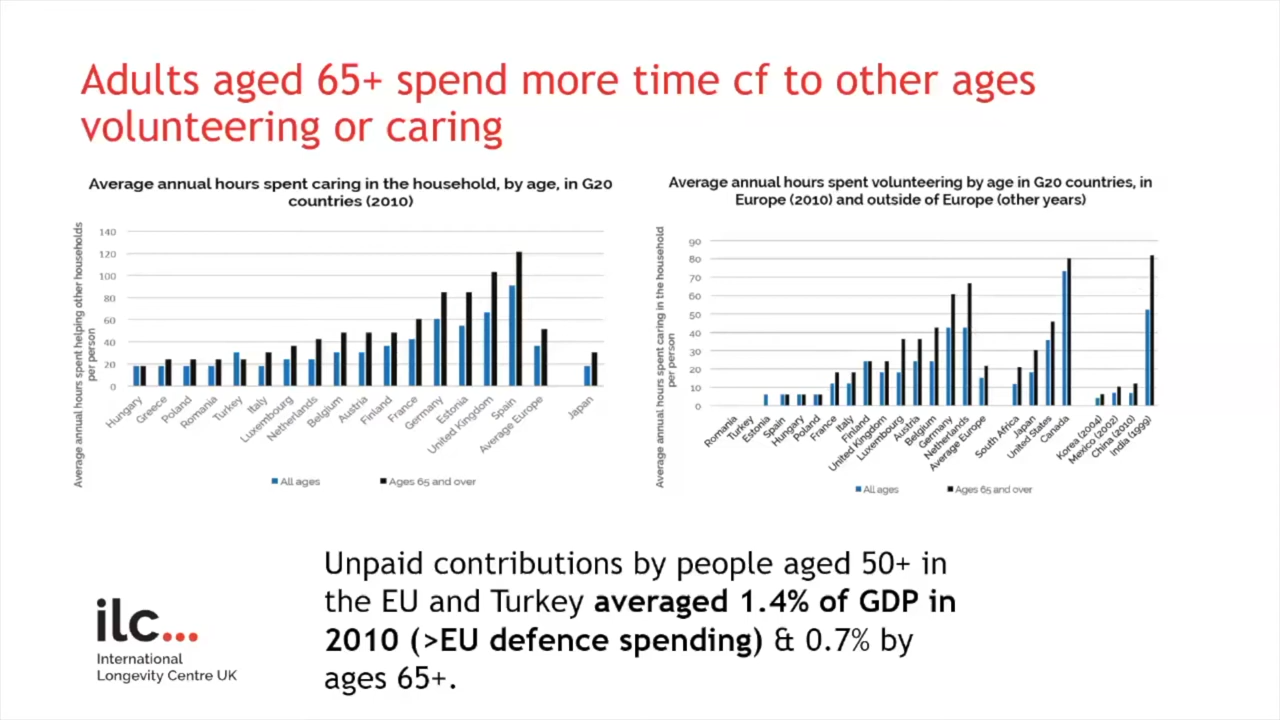 Adults aged 65+ spend more time cf to other ages
volunteering or caring
Average annual hours spent caring in the household, by age, in G20
countries (2010)
Average annual hours spent helping other households
per person
140
120
100
80
60
40
20
0
Hungary
Greece
Poland
Romania
Turkey
Italy
Luxembourg
Netherlands
Belgium
Austria
Finland
France
Germany
Estonia
United Kingdom
Spain
Average Europe
Japan
All ages
Ages 65 and over
Average annual hours spent volunteering by age in G20 countries, in
Europe (2010) and outside of Europe (other years)
Average annual hours spent caring in the household
per person
90
80
70
60
50
40
30
20
10
0
Romania
Turkey
Estonia
Spain
Hungary
Poland
France
Italy
Finland
United Kingdom
Luxembourg
Austria
Belgium
Germany
Netherlands
Average Europe
South Africa
Japan
United States
Canada
Korea (2004)
Mexico (2002)
China (2010)
India (1999)
All ages
Ages 65 and over
Unpaid contributions by people aged 50+ in
the EU and Turkey averaged 1.4% of GDP in
2010 (>EU defence spending) & 0.7% by
ages 65+.
ilc...
International
Longevity Centre UK